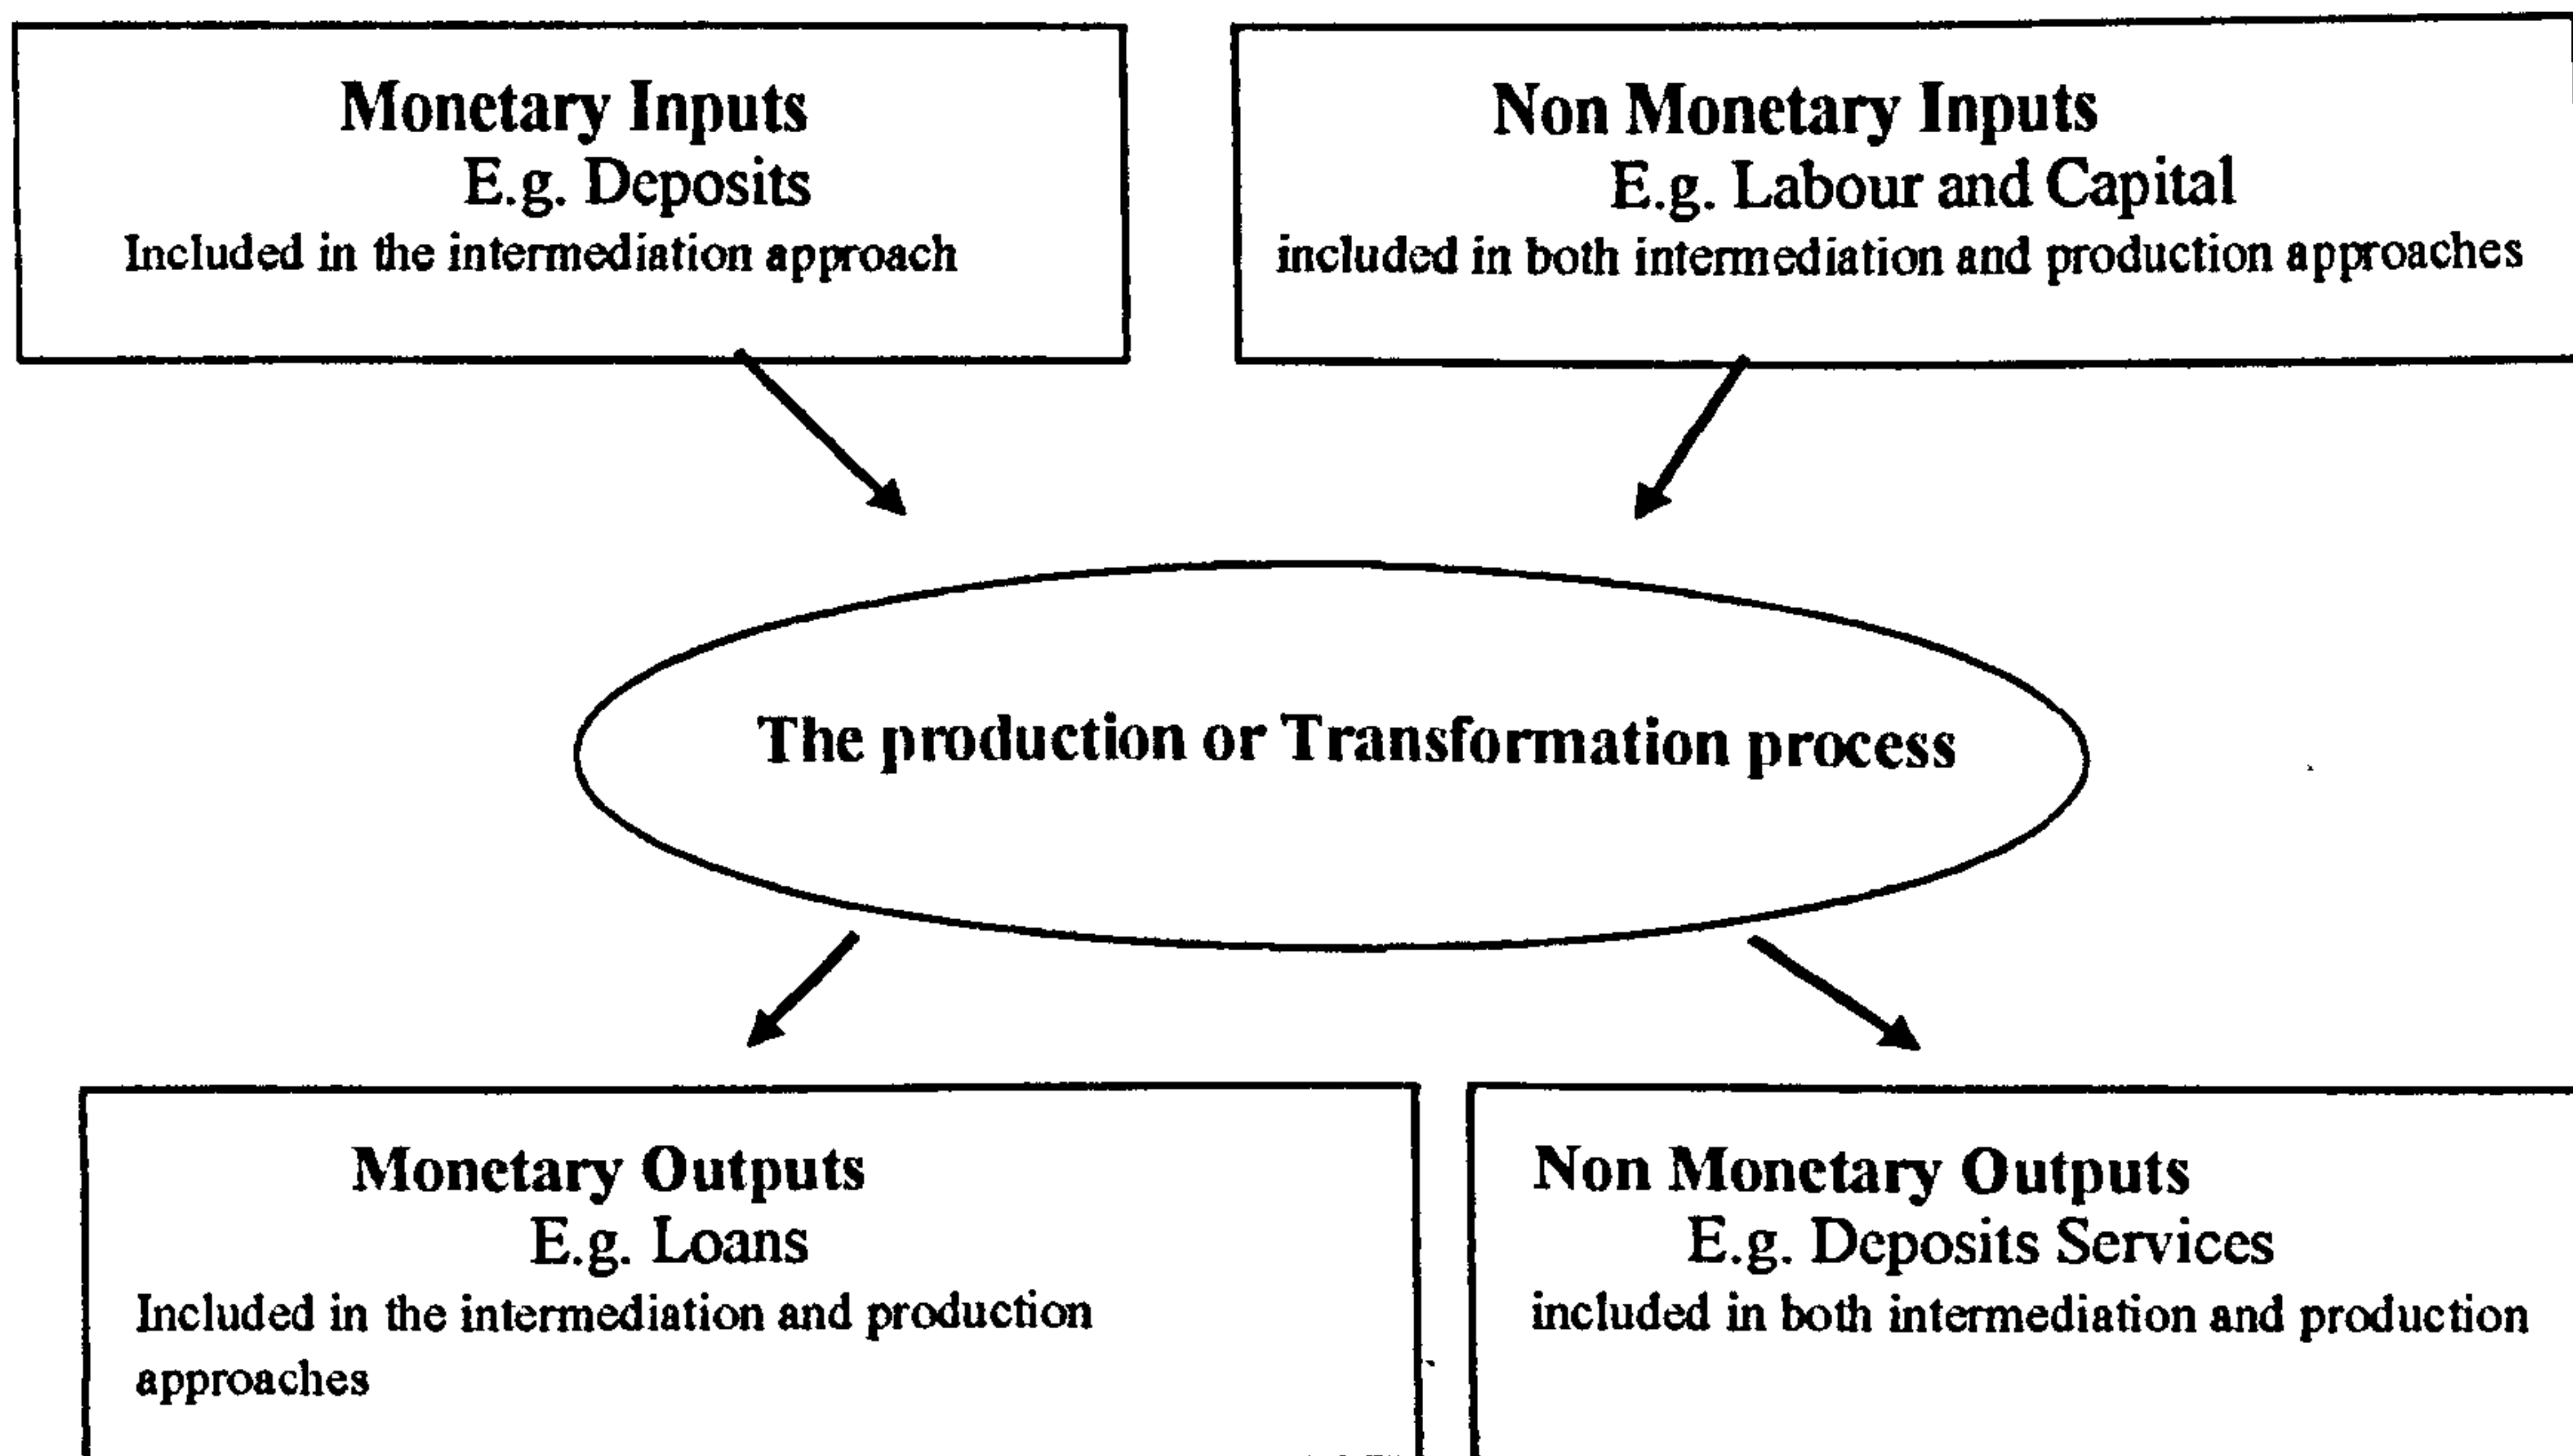 Monetary Inputs
E.g. Deposits
Included in the intermediation approach
Non Monetary Inputs
E.g. Labour and Capital
included in both intermediation and production approaches
The production or Transformation process
Monetary Outputs
E.g. Loans
Included in the intermediation and production
approaches
Non Monetary Outputs
E.g. Deposits Services
included in both intermediation and production